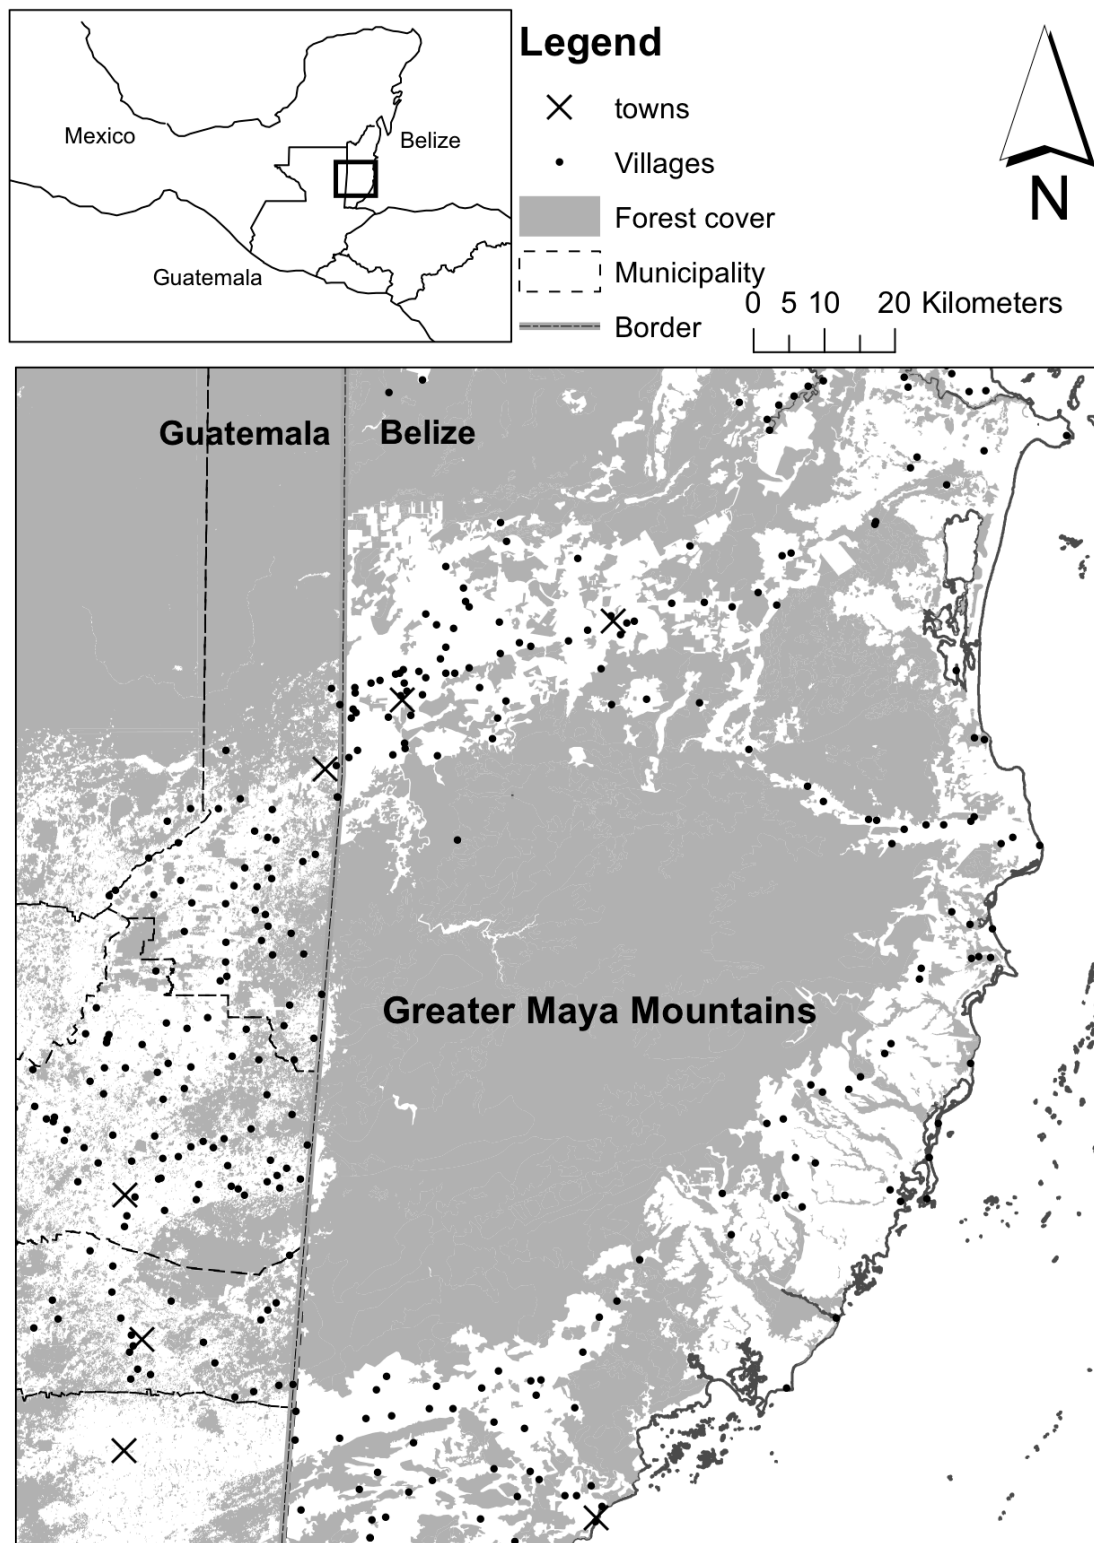 Mexico
Belize
Guatemala
Legend
towns
Villages
Forest cover
Municipality
Border
N
0 5 10 20 Kilometers
Guatemala
Belize
Greater Maya Mountains